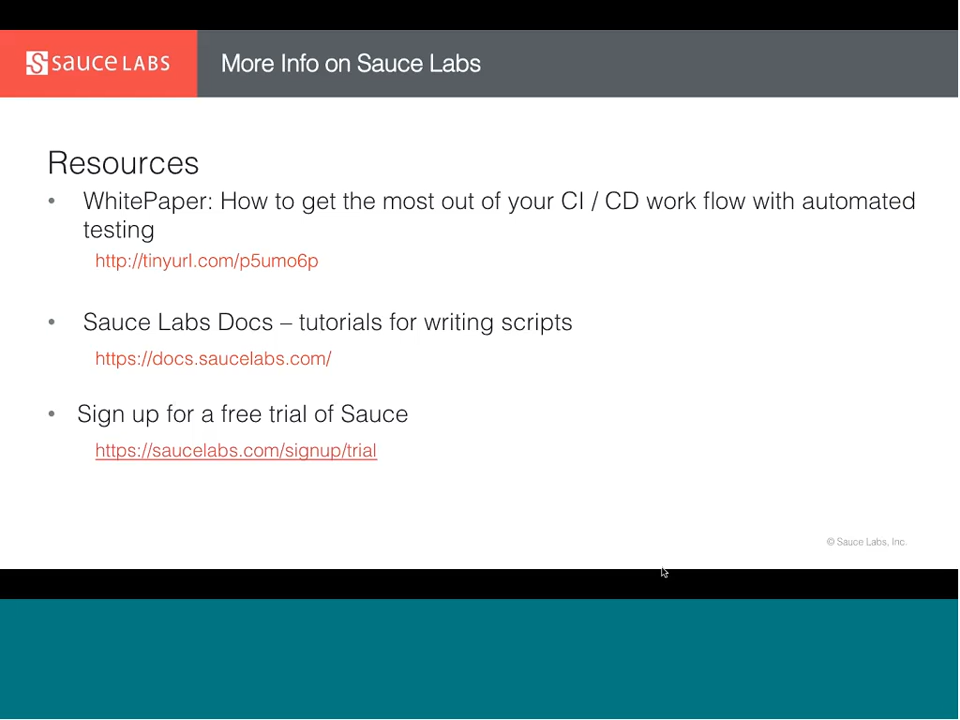 sauce LABS
More Info on Sauce Labs
Resources
• WhitePaper: How to get the most out of your CI / CD work flow with automated
testing
http://tinyurl.com/p5umo6p
• Sauce Labs Docs – tutorials for writing scripts
https://docs.saucelabs.com/
• Sign up for a free trial of Sauce
https://saucelabs.com/signup/trial
© Sauce Labs, Inc.